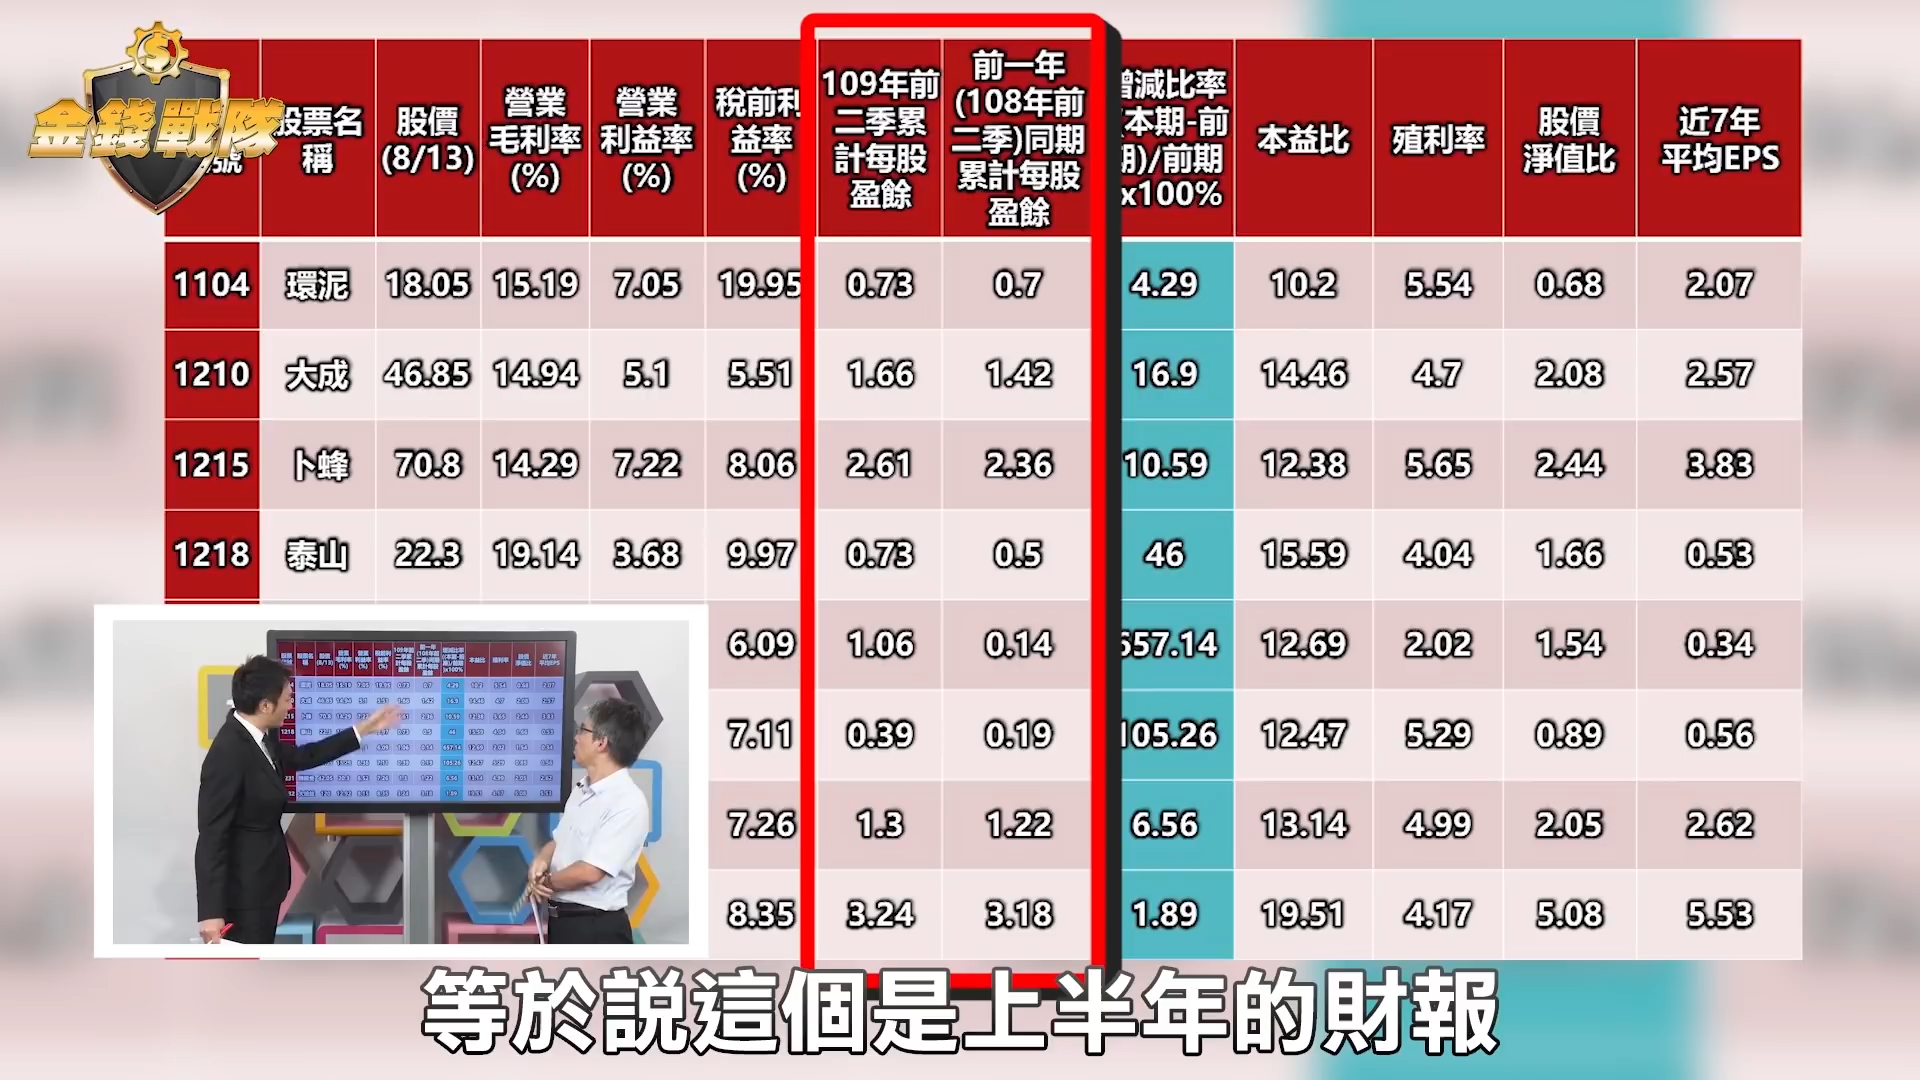 金錢戰隊
號
股票名
稱
股價
(8/13)
營業
毛利率
(%)
營業
利益率
(%)
稅前利
益率
(%)
109年前
二季累
計每股
盈餘
前一年
(108年前
二季)同期
累計每股
盈餘
增減比率
(本期-前
期)/前期
x100%
本益比
殖利率
股價
淨值比
近7年
平均EPS
1104 環泥 18.05 15.19 7.05 19.95 0.73 0.7 4.29 10.2 5.54 0.68 2.07
1210 大成 46.85 14.94 5.1 5.51 1.66 1.42 16.9 14.46 4.7 2.08 2.57
1215 卜蜂 70.8 14.29 7.22 8.06 2.61 2.36 10.59 12.38 5.65 2.44 3.83
1218 泰山 22.3 19.14 3.68 9.97 0.73 0.5 46 15.59 4.04 1.66 0.53
6.09 1.06 0.14 657.14 12.69 2.02 1.54 0.34
7.11 0.39 0.19 105.26 12.47 5.29 0.89 0.56
7.26 1.3 1.22 6.56 13.14 4.99 2.05 2.62
8.35 3.24 3.18 1.89 19.51 4.17 5.08 5.53
等於説這個是上半年的財報